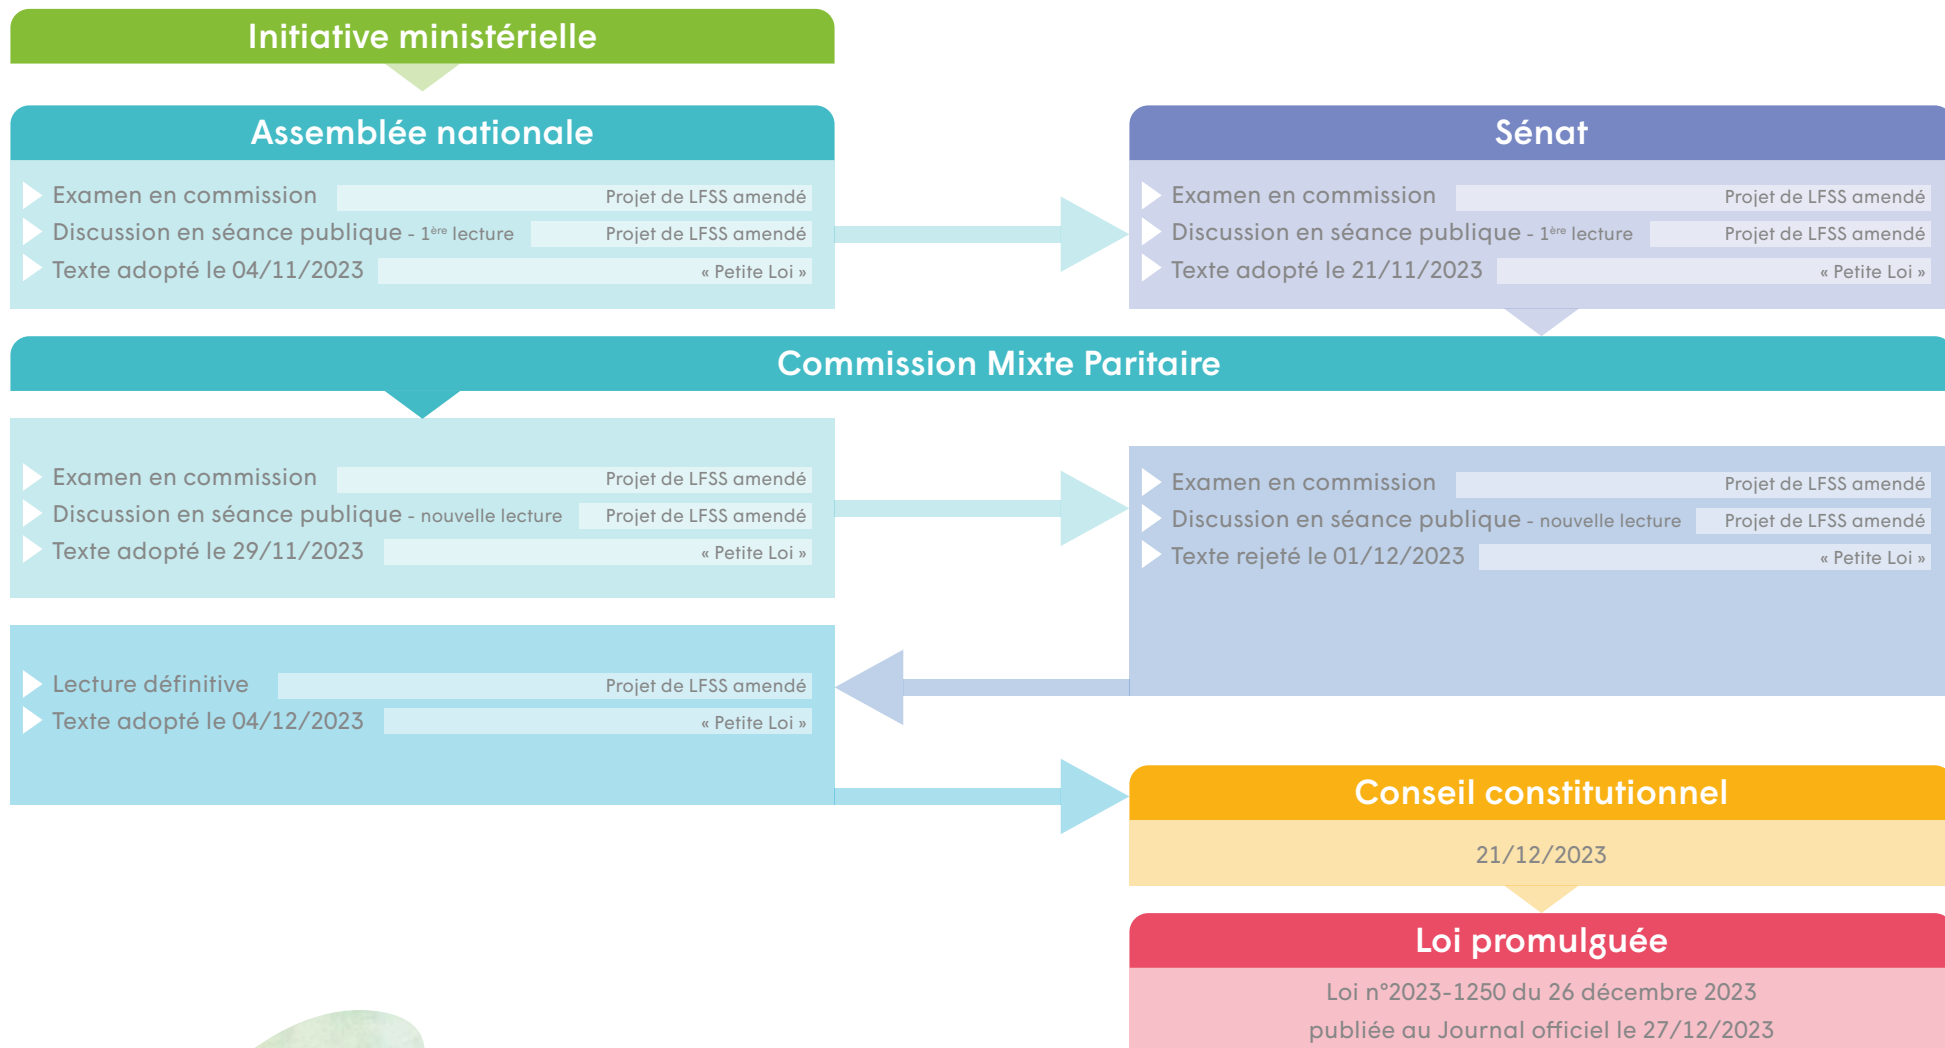 Initiative ministérielle
Assemblée nationale
Examen en commission Projet de LFSS amendé
Discussion en séance publique - 1ère lecture Projet de LFSS amendé
Texte adopté le 04/11/2023 « Petite Loi »
Sénat
Examen en commission Projet de LFSS amendé
Discussion en séance publique - 1ère lecture Projet de LFSS amendé
Texte adopté le 21/11/2023 « Petite Loi »
Commission Mixte Paritaire
Examen en commission Projet de LFSS amendé
Discussion en séance publique - nouvelle lecture Projet de LFSS amendé
Texte adopté le 29/11/2023 « Petite Loi »
Examen en commission Projet de LFSS amendé
Discussion en séance publique - nouvelle lecture Projet de LFSS amendé
Texte rejeté le 01/12/2023 « Petite Loi »
Lecture définitive Projet de LFSS amendé
Texte adopté le 04/12/2023 « Petite Loi »
Conseil constitutionnel
21/12/2023
Loi promulguée
Loi n°2023-1250 du 26 décembre 2023
publiée au Journal officiel le 27/12/2023